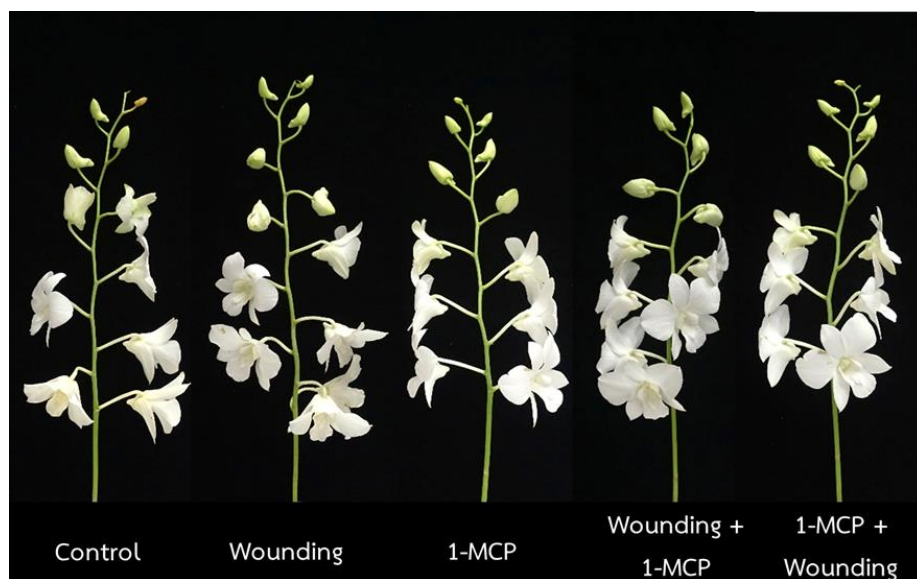 Control
Wounding
1-MCP
Wounding +
1-MCP
1-MCP +
Wounding